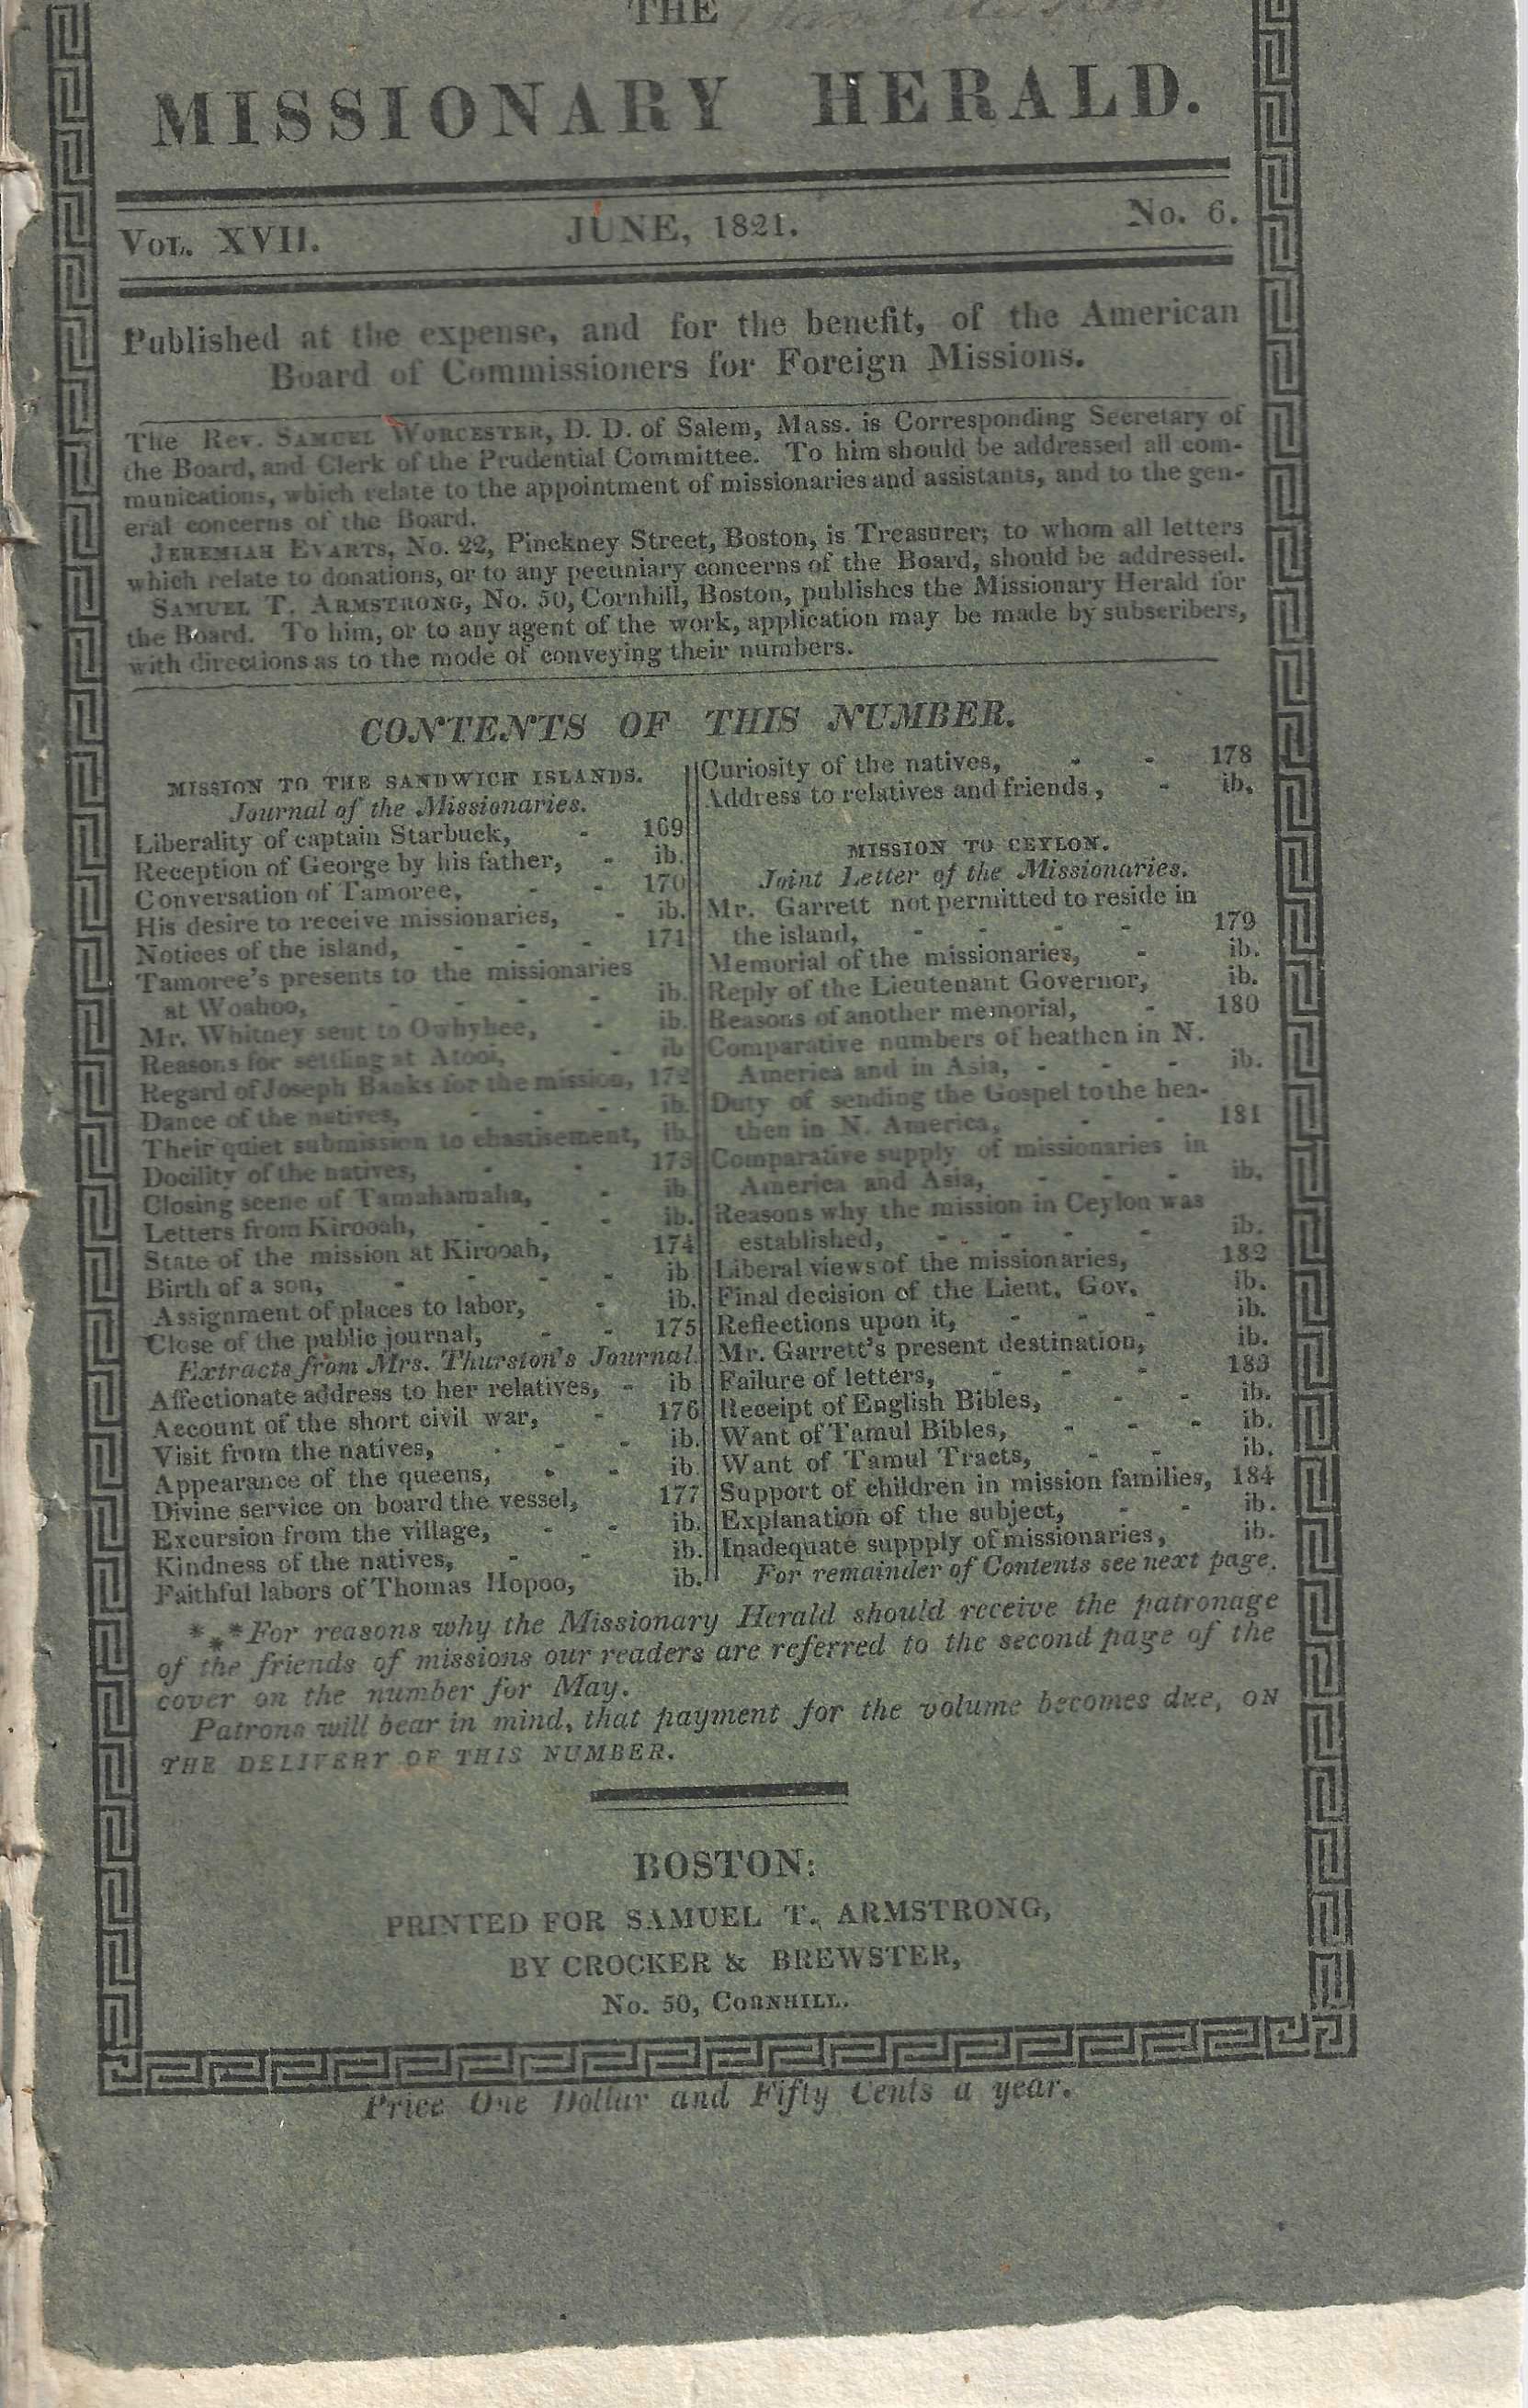 THE
MISSIONARY HERALD.
VOL. XVII. JUNE, 1821. No. 6.
Published at the expense, and for the benefit, of the American
Board of Commissioners for Foreign Missions.
The Rev. SAMUEL WORCESTER, D. D. of Salem, Mass. is Corresponding Secretary of
the Board, and Clerk of the Prudential Committee. To him should be addressed all com-
munications, which relate to the appointment of missionaries and assistants, and to the gen-
eral concerns of the Board.
JEREMIAH EVARTS, No. 22, Pinckney Street, Boston, is Treasurer; to whom all letters
which relate to donations, or to any pecuniary concerns of the Board, should be addressed.
SAMUEL T. ARMSTRONG, No. 50, Cornhill, Boston, publishes the Missionary Herald for
the Board. To him, or to any agent of the work, application may be made by subscribers,
with directions as to the mode of conveying their numbers.
CONTENTS OF THIS NUMBER.
MISSION TO THE SANDWICH ISLANDS.
Journal of the Missionaries.
Liberality of captain Starbuck, - 169
Reception of George by his father, - ib.
Conversation of Tamoree, - - 170
His desire to receive missionaries, - ib.
Notices of the island, - - - 171
Tamoree's presents to the missionaries
at Woahoo, - - - - ib.
Mr. Whitney sent to Owhyhee, - ib.
Reasons for settling at Atooi, - ib
Regard of Joseph Banks for the mission, 172
Dance of the natives, - - - ib.
Their quiet submission to chastisement, ib.
Docility of the natives, - - 173
Closing scene of Tamahamaha, - ib
Letters from Kirooah, - - - ib.
State of the mission at Kirooah, 174
Birth of a son, - - - - ib
Assignment of places to labor, - ib.
Close of the public journal, - - 175
Extracts from Mrs. Thurston's Journal.
Affectionate address to her relatives, - ib
Account of the short civil war, - 176
Visit from the natives, - - - ib.
Appearance of the queens, - - ib
Divine service on board the vessel, 177
Excursion from the village, - - ib.
Kindness of the natives, - - ib.
Faithful labors of Thomas Hopoo, ib.
Curiosity of the natives, - - 178
Address to relatives and friends, - ib.
MISSION TO CEYLON.
Joint Letter of the Missionaries.
Mr. Garrett not permitted to reside in
the island, - - - - 179
Memorial of the missionaries, - ib.
Reply of the Lieutenant Governor, ib.
Reasons of another memorial, - 180
Comparative numbers of heathen in N.
America and in Asia, - - - ib.
Duty of sending the Gospel to the hea-
then in N. America, - - 181
Comparative supply of missionaries in
America and Asia, - - - ib.
Reasons why the mission in Ceylon was
established, - - - - ib.
Liberal views of the missionaries, 182
Final decision of the Lieut. Gov. ib.
Reflections upon it, - - - ib.
Mr. Garrett's present destination, ib.
Failure of letters, - - - 183
Receipt of English Bibles, - - ib.
Want of Tamul Bibles, - - - ib.
Want of Tamul Tracts, - - ib.
Support of children in mission families, 184
Explanation of the subject, - - ib.
Inadequate suppply of missionaries, ib.
For remainder of Contents see next page.
*⁎*For reasons why the Missionary Herald should receive the patronage
of the friends of missions our readers are referred to the second page of the
cover on the number for May.
Patrons will bear in mind, that payment for the volume becomes due, ON
THE DELIVERY OF THIS NUMBER.
BOSTON:
PRINTED FOR SAMUEL T. ARMSTRONG,
BY CROCKER & BREWSTER,
No. 50, CORNHILL.
Price One Dollar and Fifty Cents a year.